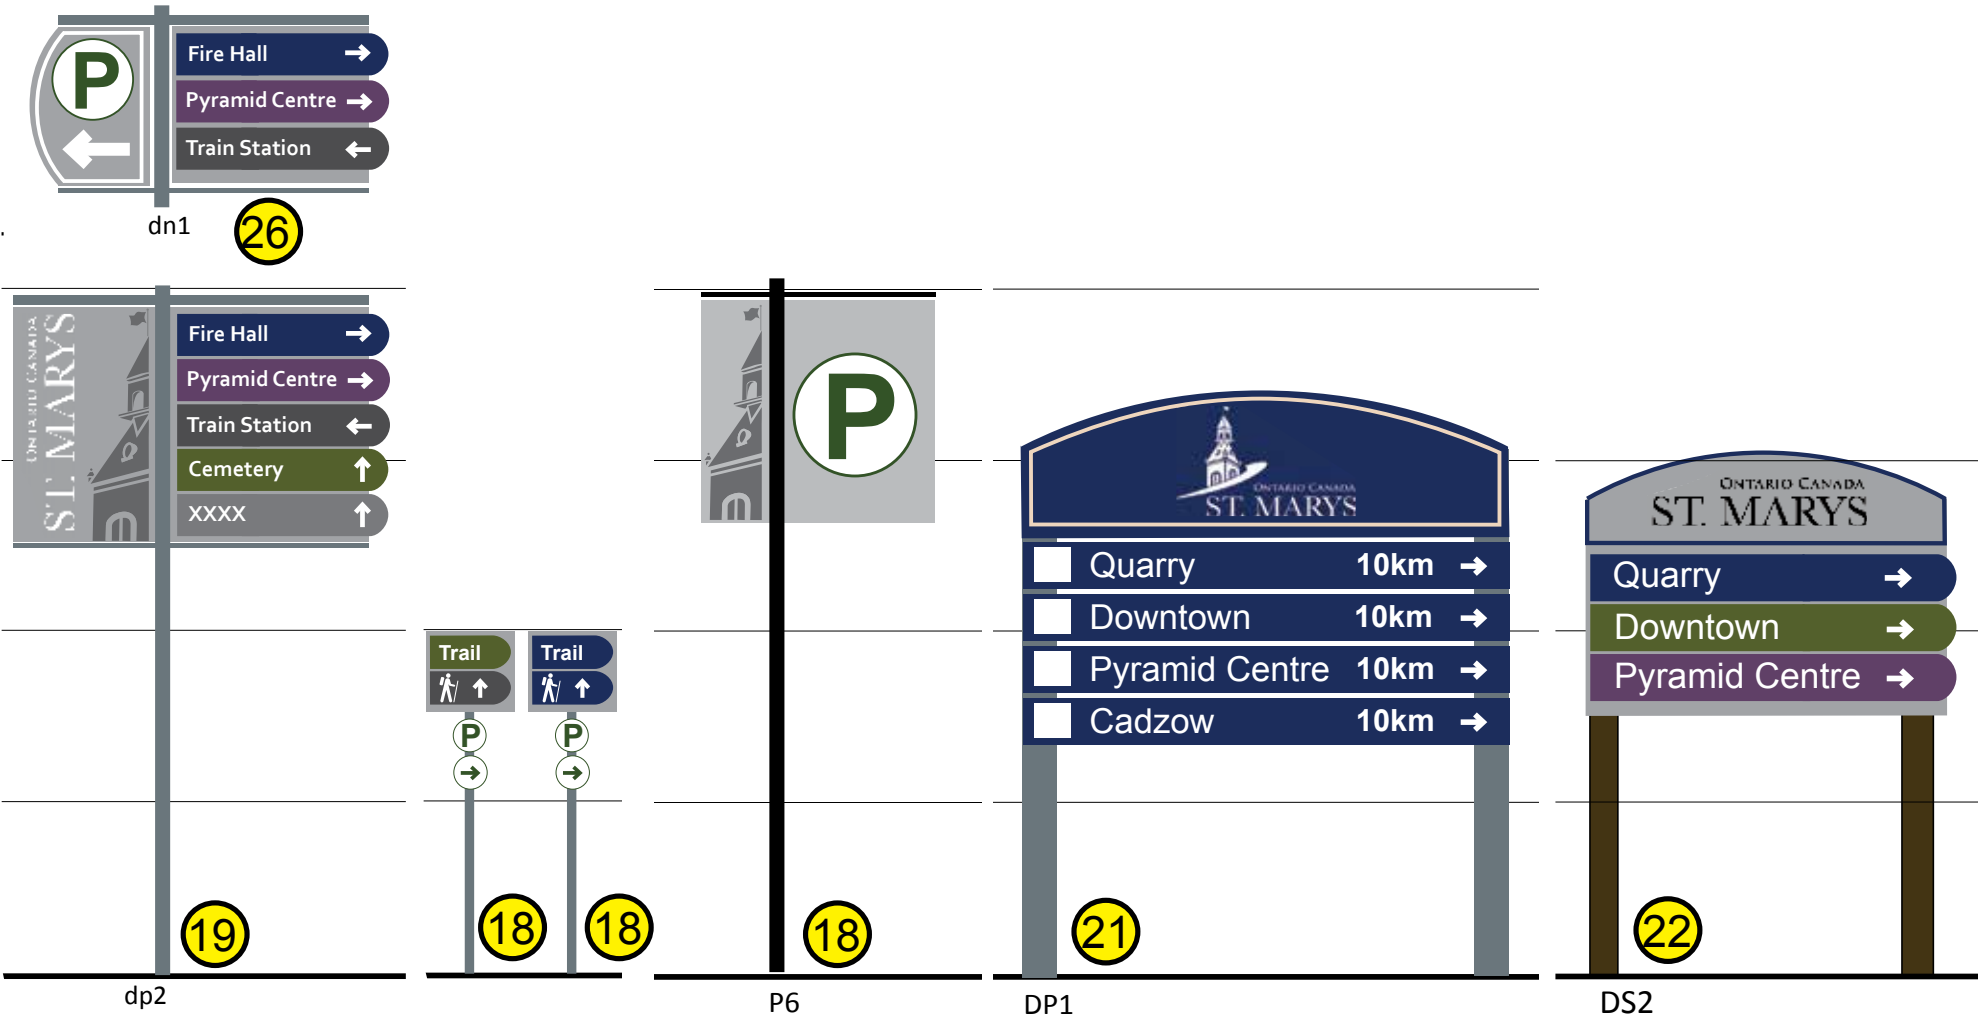 P
Fire Hall →
Pyramid Centre →
Train Station ←
dn1
26
ONTARIO CANADA
ST. MARYS
Fire Hall →
Pyramid Centre →
Train Station ←
Cemetery ↑
XXXX ↑
19
dp2
Trail
↑
P
→
18
Trail
↑
P
→
18
P
18
P6
ONTARIO CANADA
ST. MARYS
Quarry 10km →
Downtown 10km →
Pyramid Centre 10km →
Cadzow 10km →
21
DP1
ONTARIO CANADA
ST. MARYS
Quarry →
Downtown →
Pyramid Centre →
22
DS2